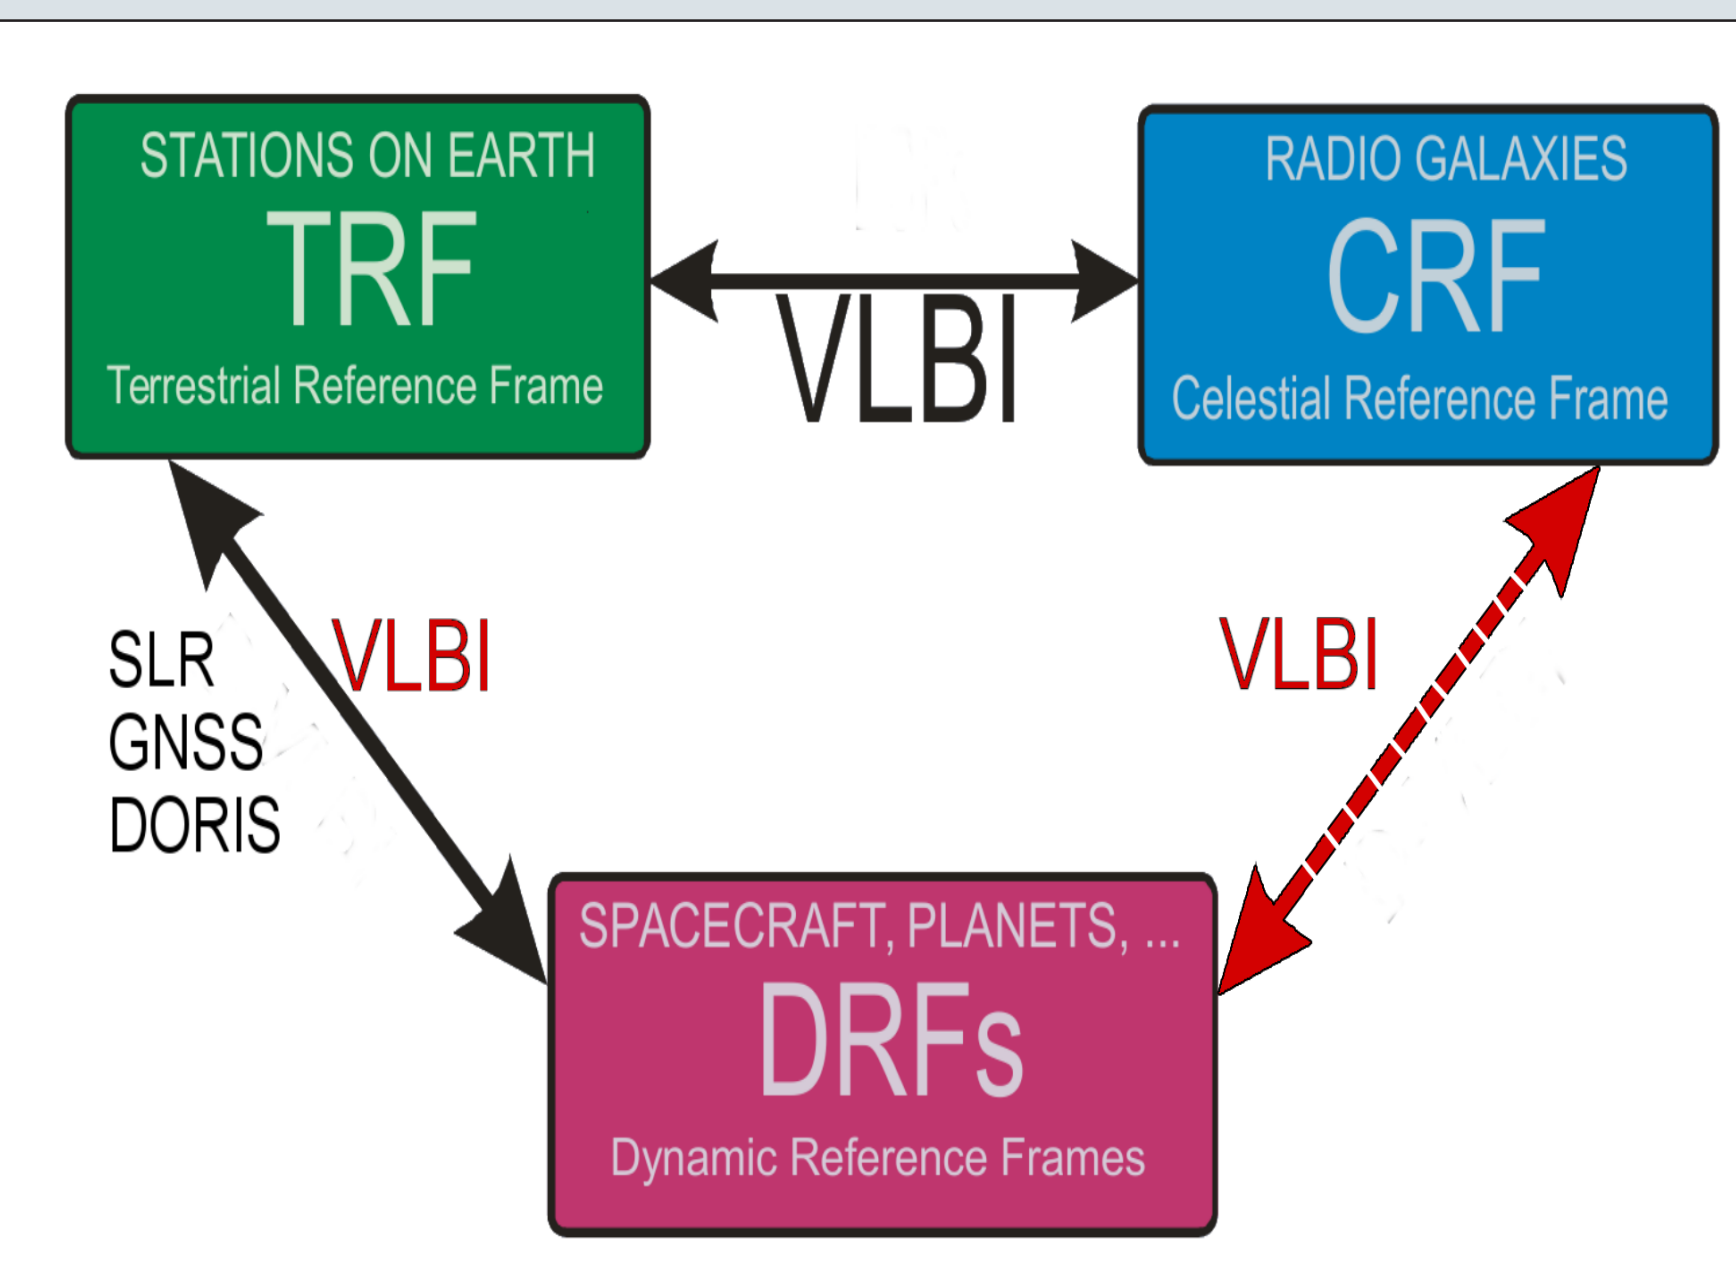 STATIONS ON EARTH
TRF
Terrestrial Reference Frame
VLBI
RADIO GALAXIES
CRF
Celestial Reference Frame
SLR
GNSS
DORIS
VLBI
VLBI
SPACECRAFT, PLANETS, ...
DRFs
Dynamic Reference Frames